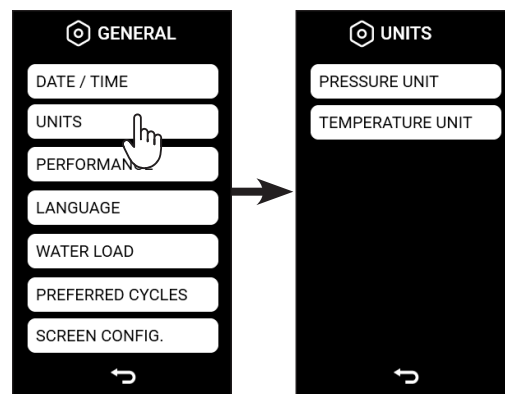 GENERAL
DATE / TIME
UNITS
PERFORMANCE
LANGUAGE
WATER LOAD
PREFERRED CYCLES
SCREEN CONFIG.
UNITS
PRESSURE UNIT
TEMPERATURE UNIT